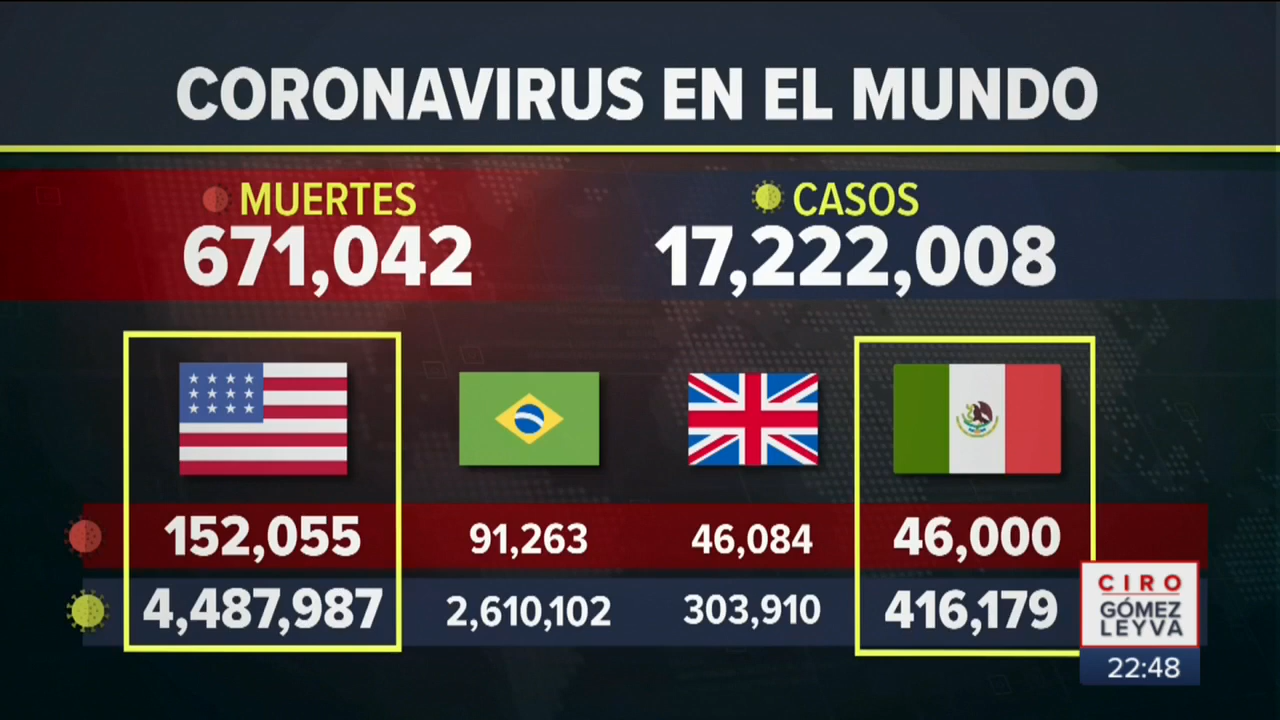 CORONAVIRUS EN EL MUNDO
MUERTES
671,042
CASOS
17,222,008
152,055 91,263 46,084 46,000
4,487,987 2,610,102 303,910 416,179
CIRO
GÓMEZ
LEYVA
22:48